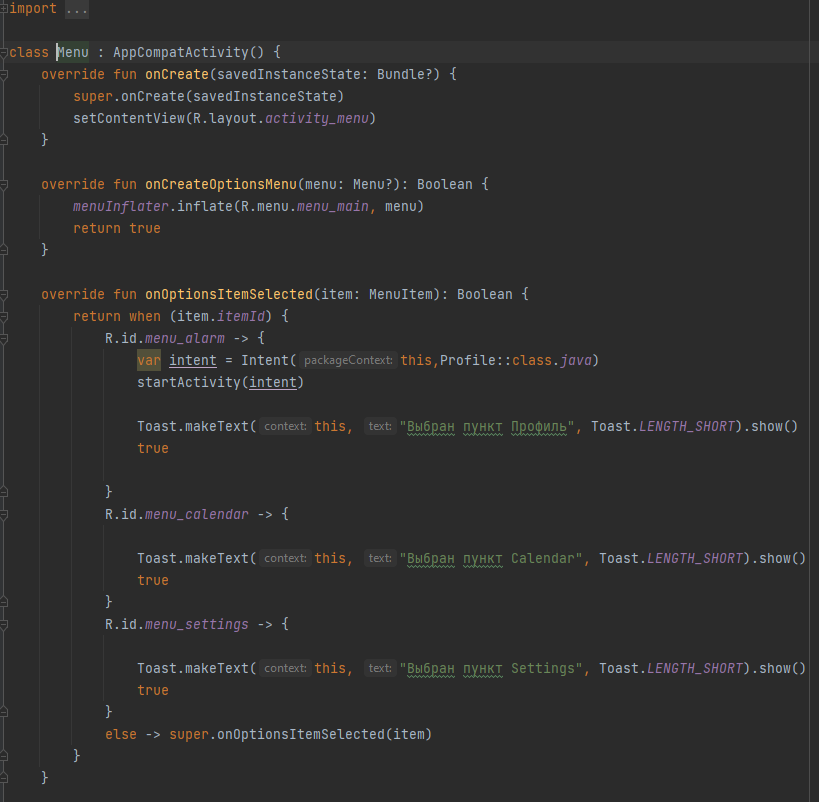 import ...
class Menu : AppCompatActivity() {
override fun onCreate(savedInstanceState: Bundle?) {
super.onCreate(savedInstanceState)
setContentView(R.layout.activity_menu)
}
override fun onCreateOptionsMenu(menu: Menu?): Boolean {
menuInflater.inflate(R.menu.menu_main, menu)
return true
}
override fun onOptionsItemSelected(item: MenuItem): Boolean {
return when (item.itemId) {
R.id.menu_alarm -> {
var intent = Intent( packageContext: this,Profile::class.java)
startActivity(intent)
Toast.makeText( context: this, text: "Выбран пункт Профиль", Toast.LENGTH_SHORT).show()
true
}
R.id.menu_calendar -> {
Toast.makeText( context: this, text: "Выбран пункт Calendar", Toast.LENGTH_SHORT).show()
true
}
R.id.menu_settings -> {
Toast.makeText( context: this, text: "Выбран пункт Settings", Toast.LENGTH_SHORT).show()
true
}
else -> super.onOptionsItemSelected(item)
}
}